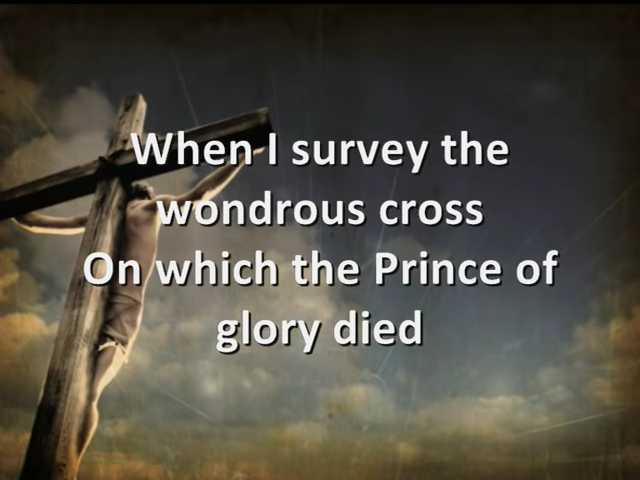 When I survey the
wondrous cross
On which the Prince of
glory died